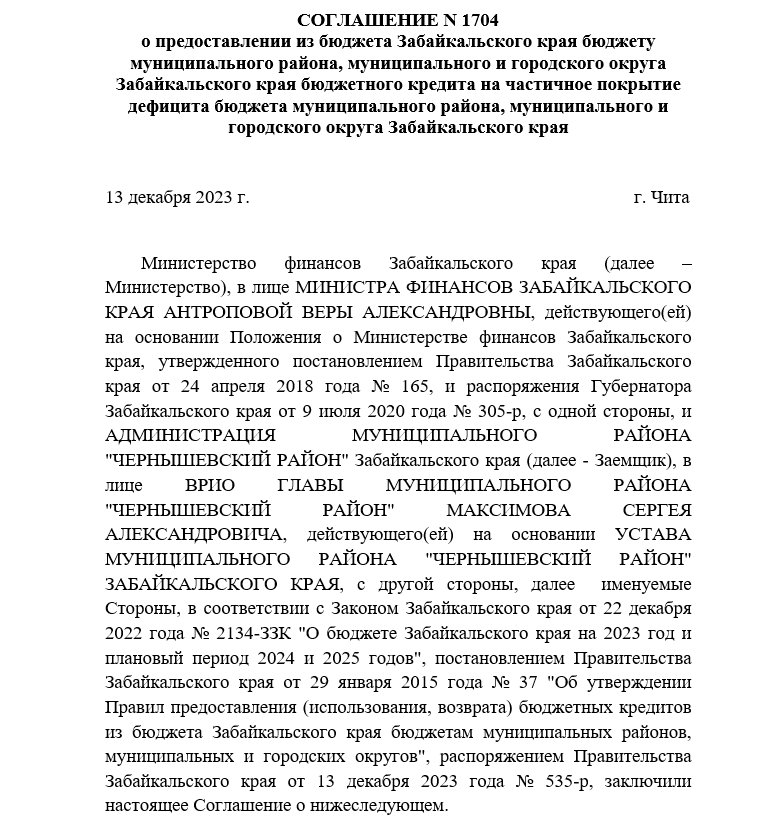 СОГЛАШЕНИЕ N 1704
о предоставлении из бюджета Забайкальского края бюджету
муниципального района, муниципального и городского округа
Забайкальского края бюджетного кредита на частичное покрытие
дефицита бюджета муниципального района, муниципального и
городского округа Забайкальского края
13 декабря 2023 г. г. Чита
Министерство финансов Забайкальского края (далее –
Министерство), в лице МИНИСТРА ФИНАНСОВ ЗАБАЙКАЛЬСКОГО
КРАЯ АНТРОПОВОЙ ВЕРЫ АЛЕКСАНДРОВНЫ, действующего(ей)
на основании Положения о Министерстве финансов Забайкальского
края, утвержденного постановлением Правительства Забайкальского
края от 24 апреля 2018 года № 165, и распоряжения Губернатора
Забайкальского края от 9 июля 2020 года № 305-р, с одной стороны, и
АДМИНИСТРАЦИЯ МУНИЦИПАЛЬНОГО РАЙОНА
"ЧЕРНЫШЕВСКИЙ РАЙОН" Забайкальского края (далее - Заемщик), в
лице ВРИО ГЛАВЫ МУНИЦИПАЛЬНОГО РАЙОНА
"ЧЕРНЫШЕВСКИЙ РАЙОН" МАКСИМОВА СЕРГЕЯ
АЛЕКСАНДРОВИЧА, действующего(ей) на основании УСТАВА
МУНИЦИПАЛЬНОГО РАЙОНА "ЧЕРНЫШЕВСКИЙ РАЙОН"
ЗАБАЙКАЛЬСКОГО КРАЯ, с другой стороны, далее именуемые
Стороны, в соответствии с Законом Забайкальского края от 22 декабря
2022 года № 2134-ЗЗК "О бюджете Забайкальского края на 2023 год и
плановый период 2024 и 2025 годов", постановлением Правительства
Забайкальского края от 29 января 2015 года № 37 "Об утверждении
Правил предоставления (использования, возврата) бюджетных кредитов
из бюджета Забайкальского края бюджетам муниципальных районов,
муниципальных и городских округов", распоряжением Правительства
Забайкальского края от 13 декабря 2023 года № 535-р, заключили
настоящее Соглашение о нижеследующем.